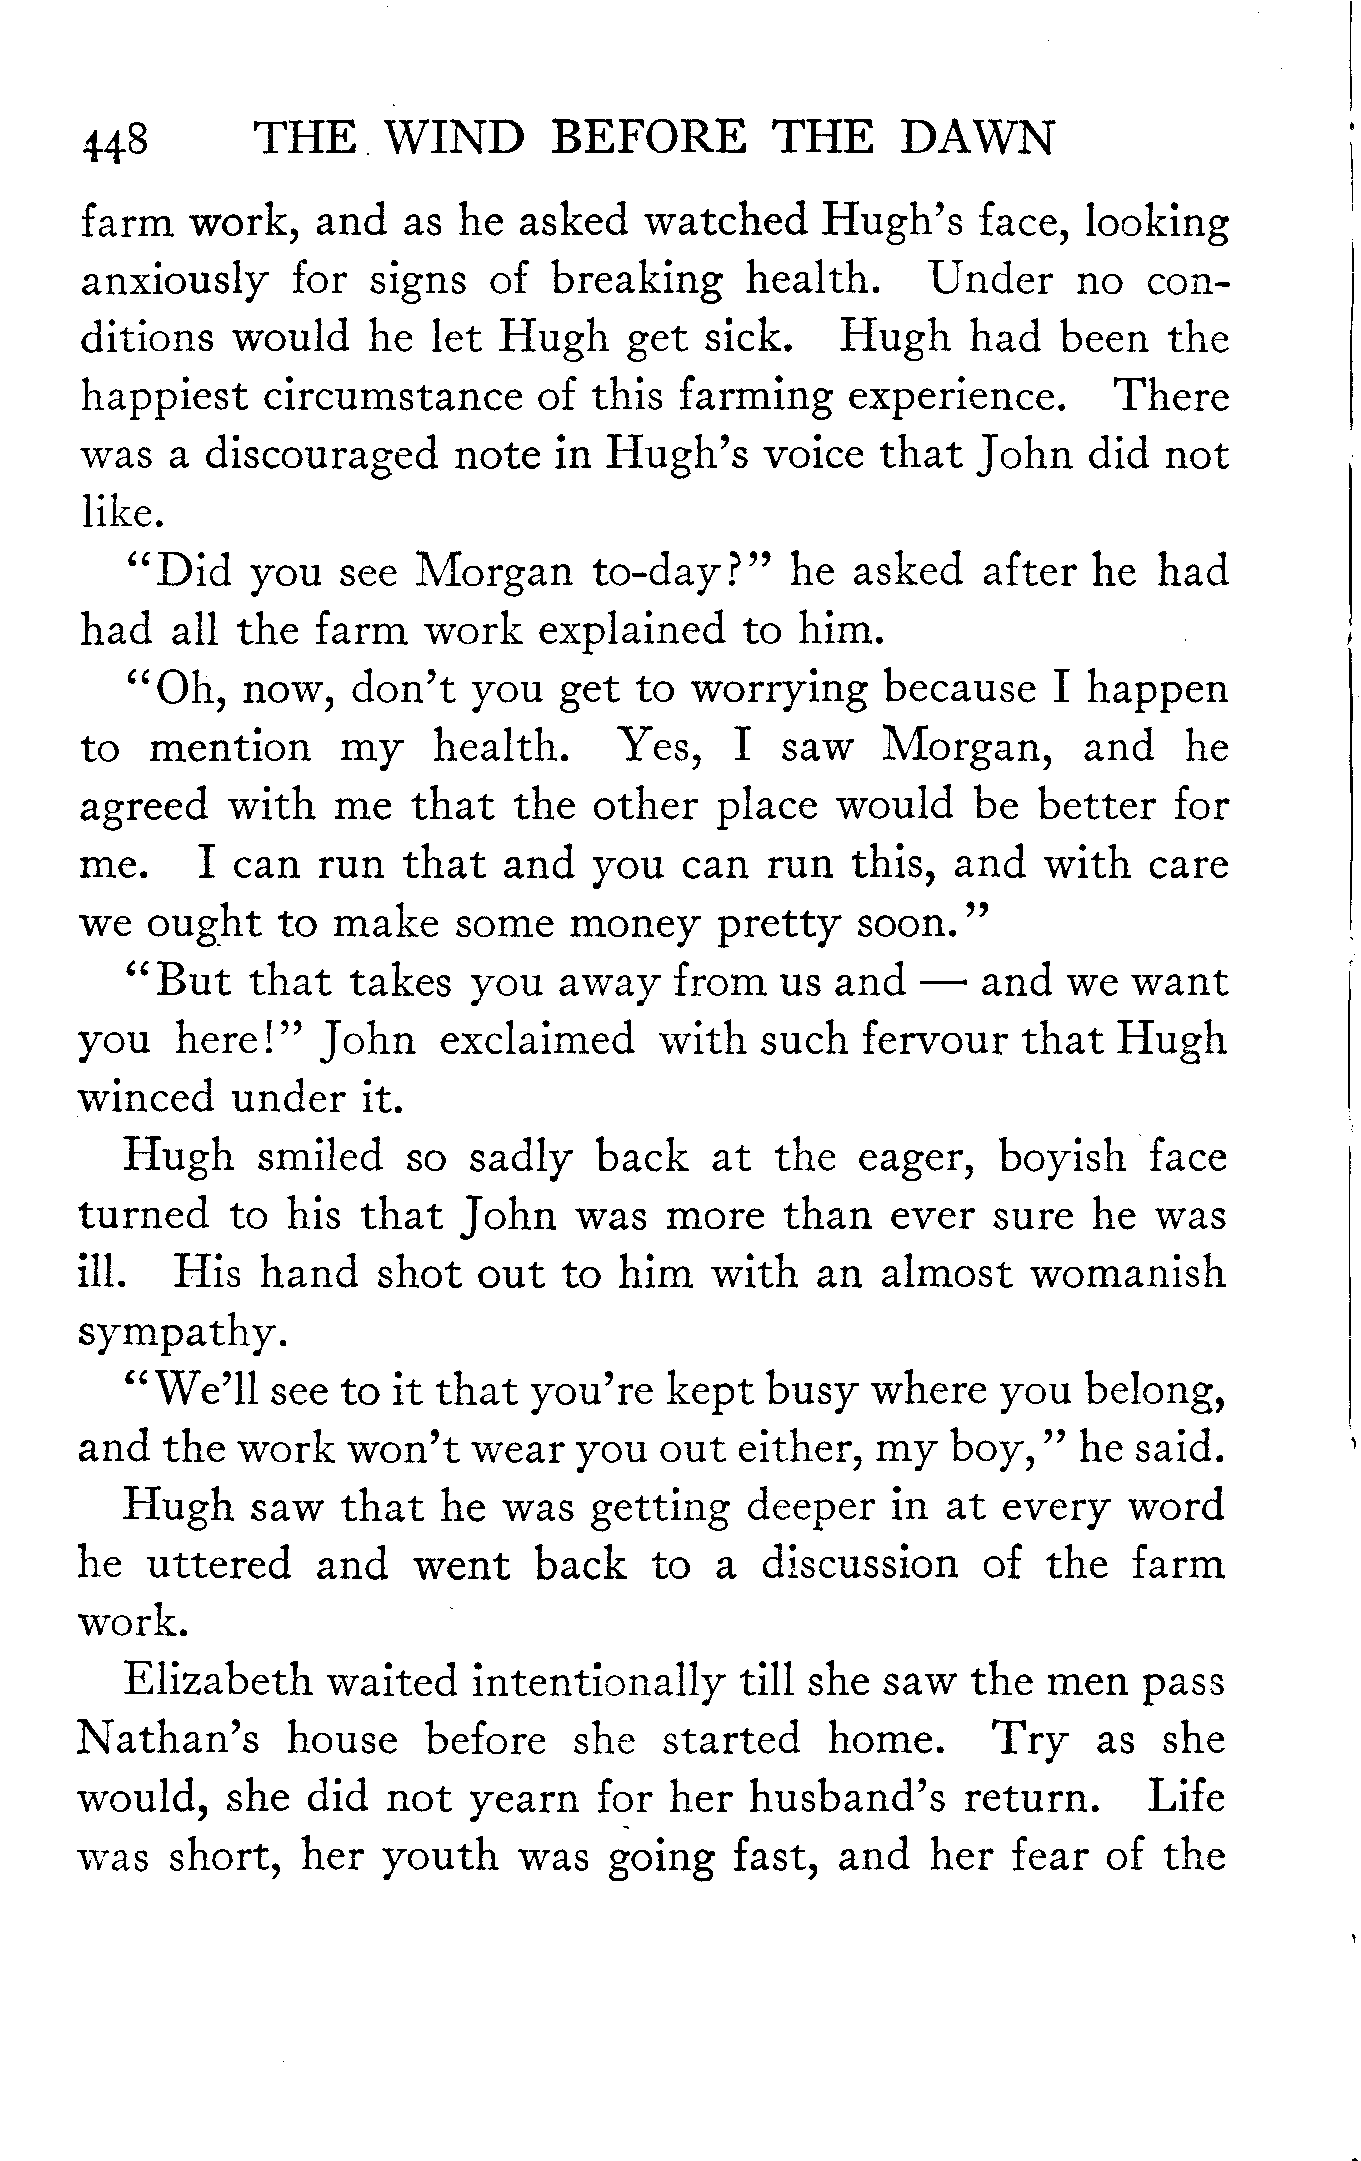 448 THE WIND BEFORE THE DAWN
farm work, and as he asked watched Hugh's face, looking
anxiously for signs of breaking health. Under no con-
ditions would he let Hugh get sick. Hugh had been the
happiest circumstance of this farming experience. There
was a discouraged note in Hugh's voice that John did not
like.
“Did you see Morgan to-day?” he asked after he had
had all the farm work explained to him.
“Oh, now, don't you get to worrying because I happen
to mention my health. Yes, I saw Morgan, and he
agreed with me that the other place would be better for
me. I can run that and you can run this, and with care
we ought to make some money pretty soon.”
“But that takes you away from us and — and we want
you here!” John exclaimed with such fervour that Hugh
winced under it.
Hugh smiled so sadly back at the eager, boyish face
turned to his that John was more than ever sure he was
ill. His hand shot out to him with an almost womanish
sympathy.
“We'll see to it that you're kept busy where you belong,
and the work won't wear you out either, my boy,” he said.
Hugh saw that he was getting deeper in at every word
he uttered and went back to a discussion of the farm
work.
Elizabeth waited intentionally till she saw the men pass
Nathan's house before she started home. Try as she
would, she did not yearn for her husband's return. Life
was short, her youth was going fast, and her fear of the